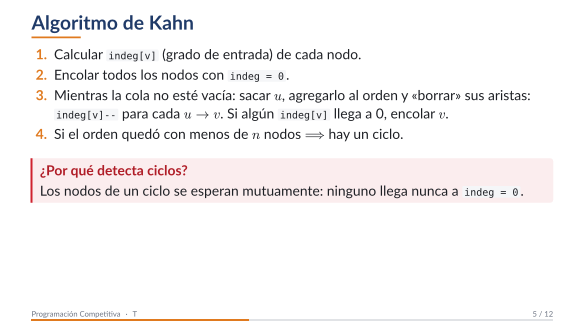 Algoritmo de Kahn
1. Calcular indeg[v] (grado de entrada) de cada nodo.
2. Encolar todos los nodos con indeg = 0.
3. Mientras la cola no esté vacía: sacar u, agregarlo al orden y «borrar» sus aristas:
indeg[v]-- para cada u → v. Si algún indeg[v] llega a 0, encolar v.
4. Si el orden quedó con menos de n nodos ⟹ hay un ciclo.
¿Por qué detecta ciclos?
Los nodos de un ciclo se esperan mutuamente: ninguno llega nunca a indeg = 0.
Programación Competitiva · T
5 / 12